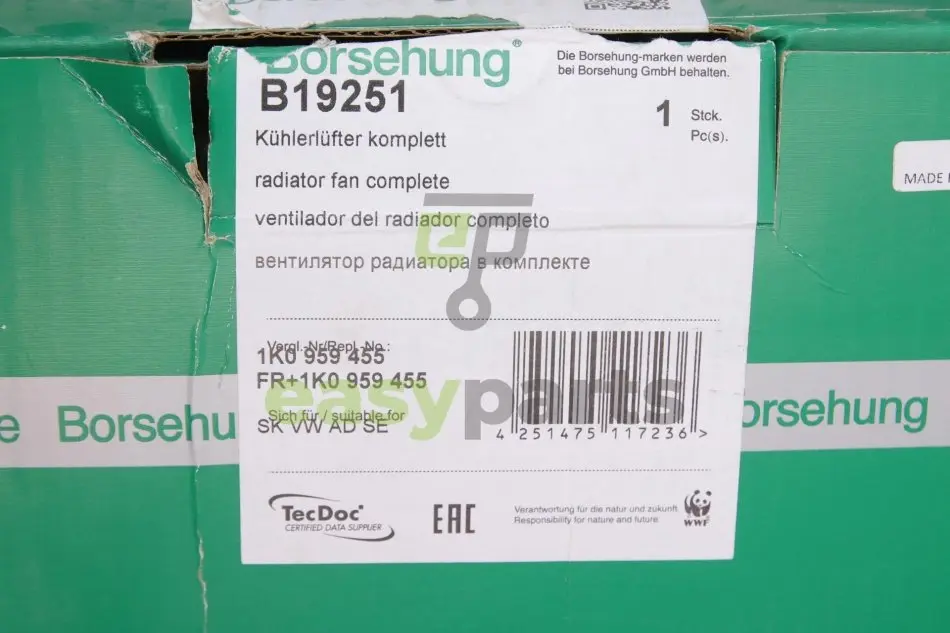 Borsehung®
B19251
Die Borsehung-marken werden
bei Borsehung GmbH behalten.
1 Stck.
Pc(s).
Kühlerlüfter komplett
radiator fan complete
ventilador del radiador completo
вентилятор радиатора в комплекте
MADE
Vergl.-Nr/Repl.-No.:
1K0 959 455
FR+1K0 959 455
easyparts
Sich für / suitable for
SK VW AD SE
4 251475 117236 >
e Borsehu
orsehung
TecDoc
CERTIFIED DATA SUPPLIER
EAC
Verantwortung für die natur und zukunft
Responsibility for nature and future
WWF